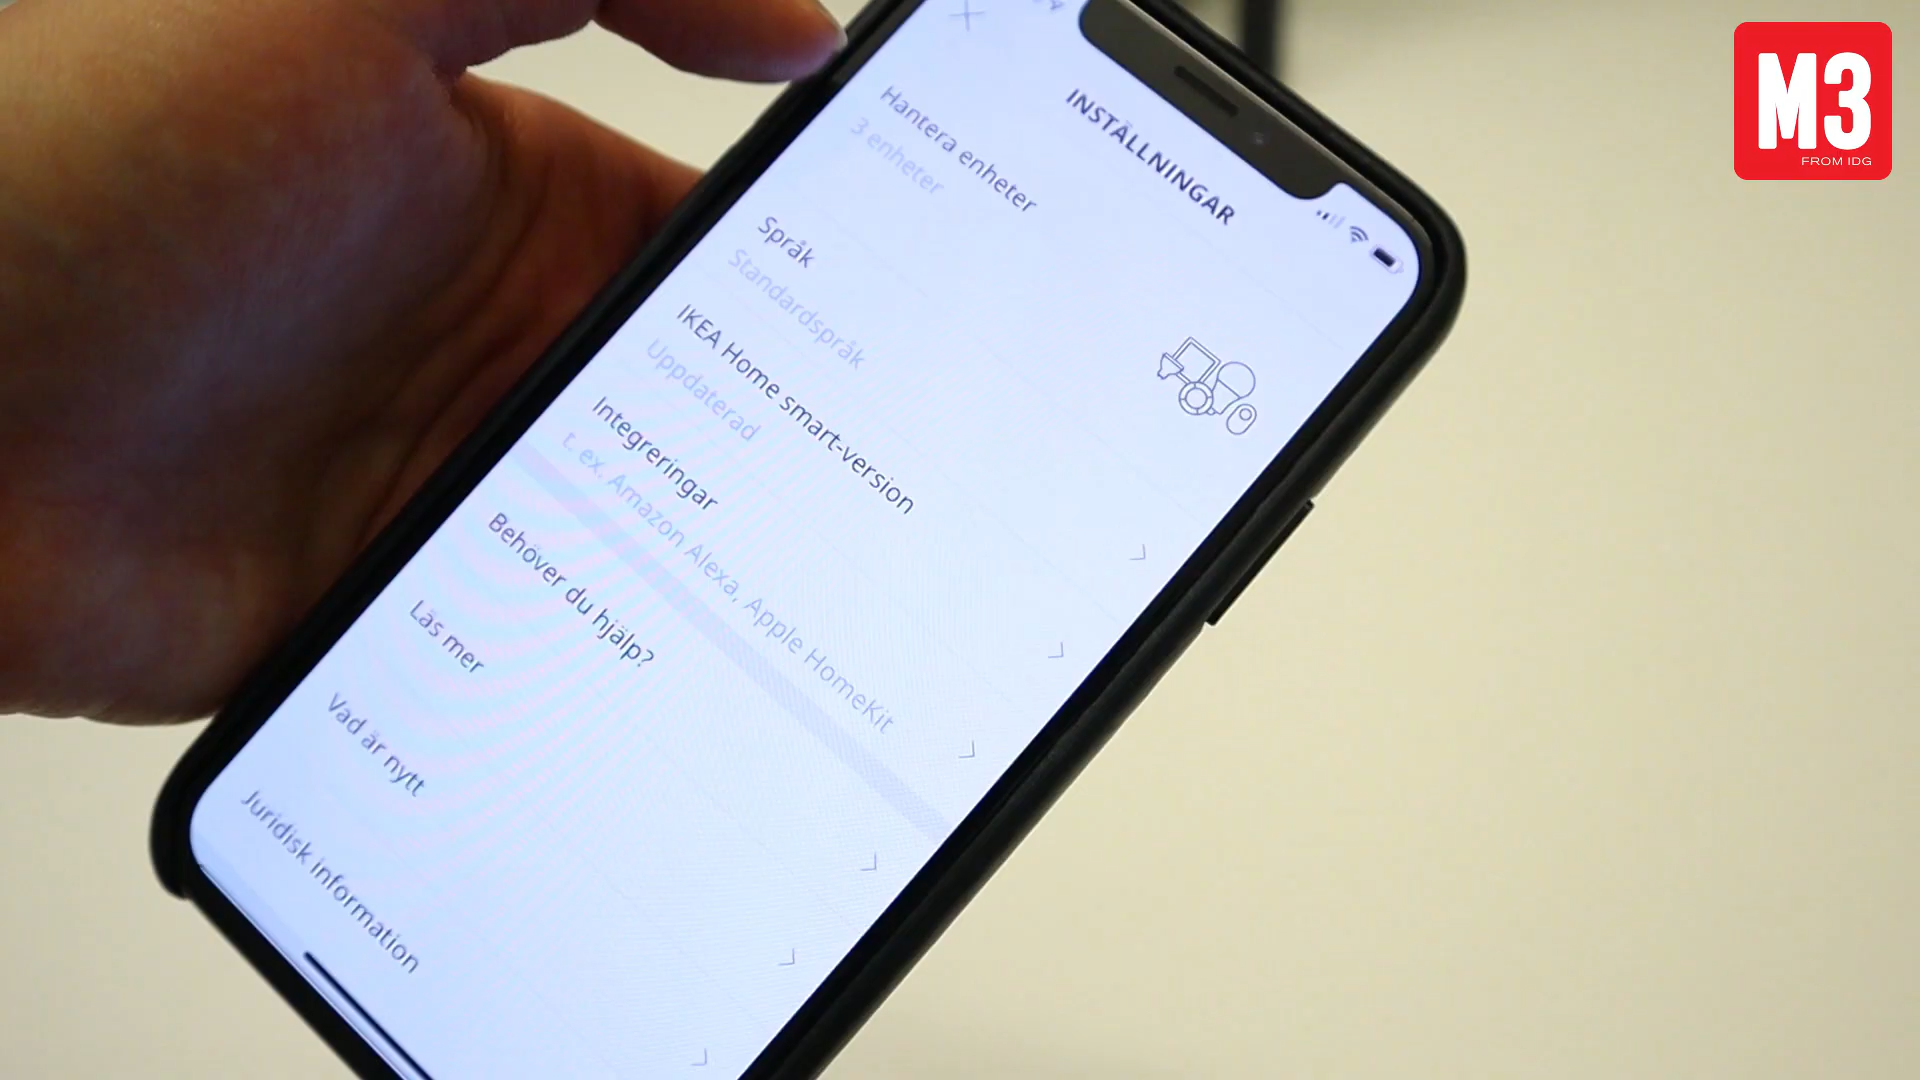 INSTÄLLNINGAR
Hantera enheter
3 enheter
Språk
Standardspråk
IKEA Home smart-version
Uppdaterad
Integreringar
t. ex. Amazon Alexa, Apple HomeKit
Behöver du hjälp?
Läs mer
Vad är nytt
Juridisk information
M3
FROM IDG